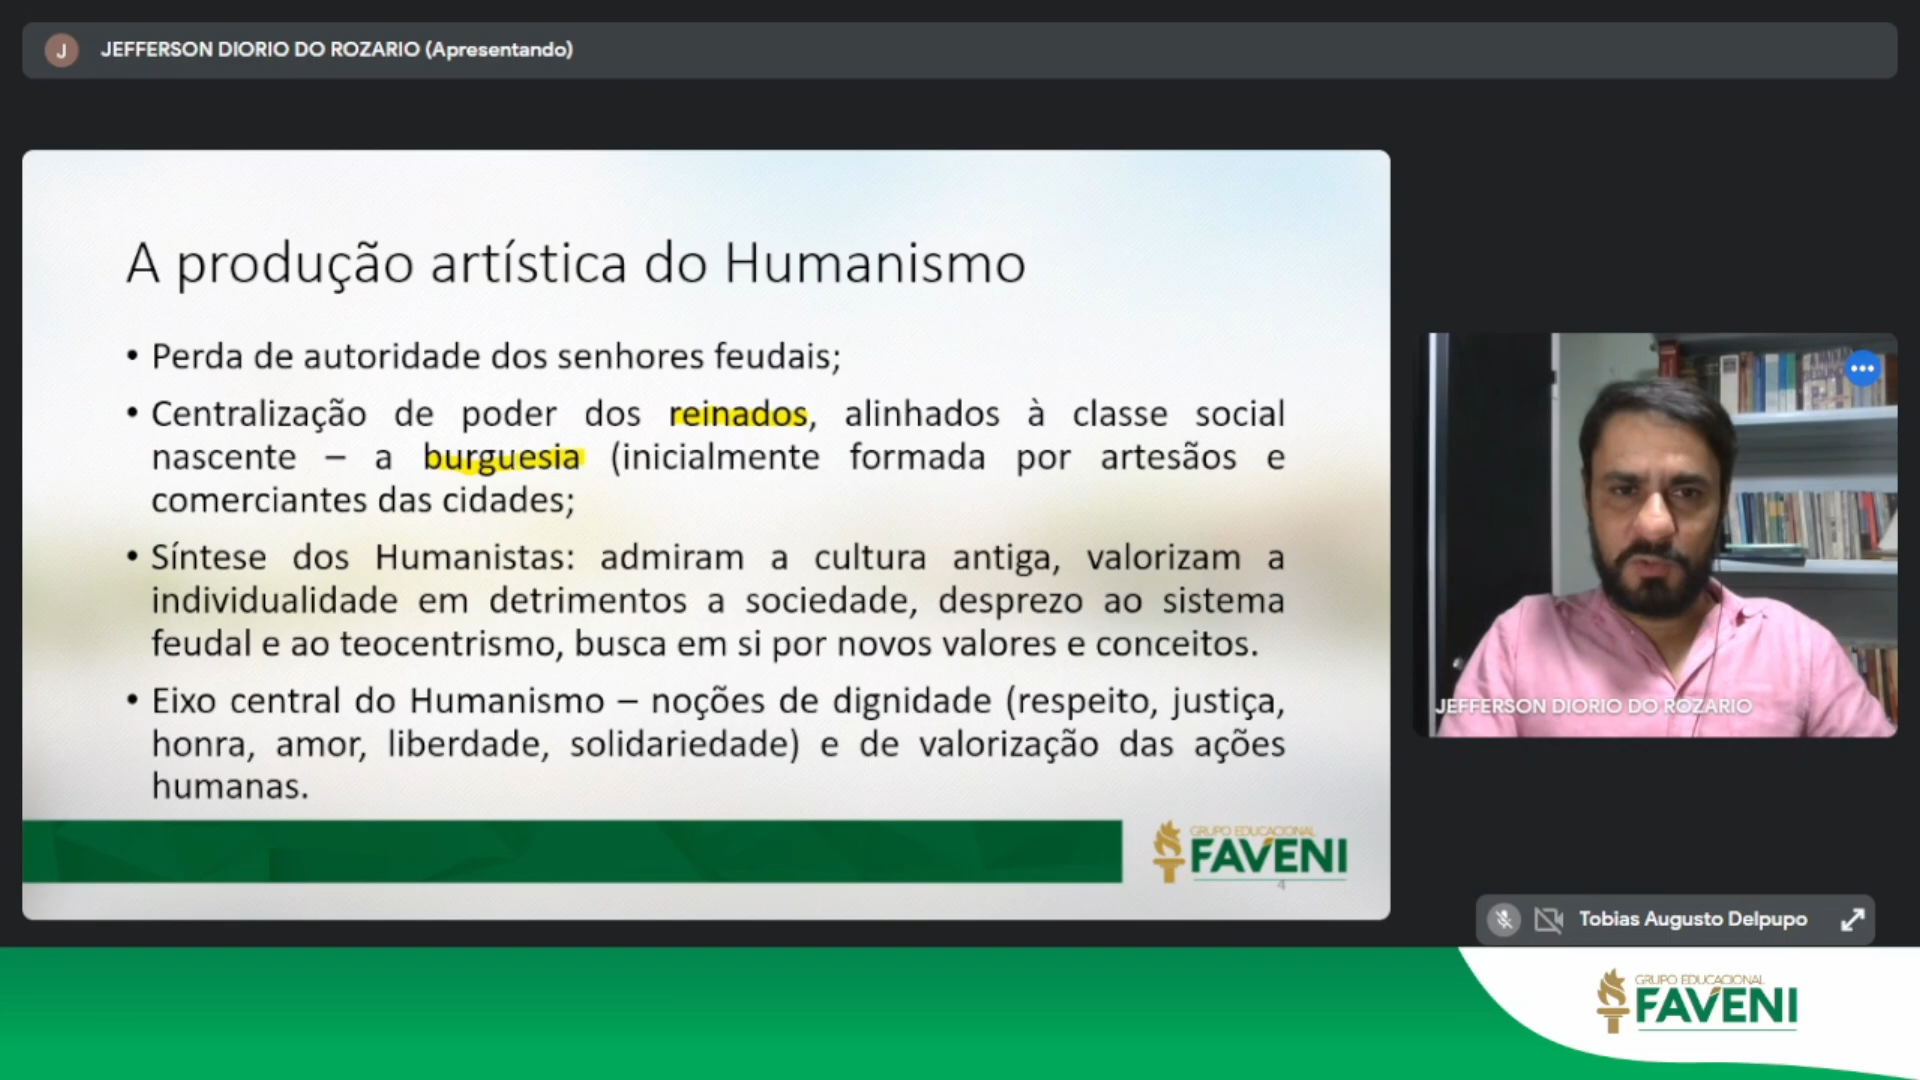 J
JEFFERSON DIORIO DO ROZARIO (Apresentando)
A produção artística do Humanismo
• Perda de autoridade dos senhores feudais;
• Centralização de poder dos reinados, alinhados à classe social
nascente – a burguesia (inicialmente formada por artesãos e
comerciantes das cidades;
• Síntese dos Humanistas: admiram a cultura antiga, valorizam a
individualidade em detrimentos a sociedade, desprezo ao sistema
feudal e ao teocentrismo, busca em si por novos valores e conceitos.
• Eixo central do Humanismo – noções de dignidade (respeito, justiça,
honra, amor, liberdade, solidariedade) e de valorização das ações
humanas.
GRUPO EDUCACIONAL
FAVENI
4
JEFFERSON DIORIO DO ROZARIO
Tobias Augusto Delpupo
GRUPO EDUCACIONAL
FAVENI